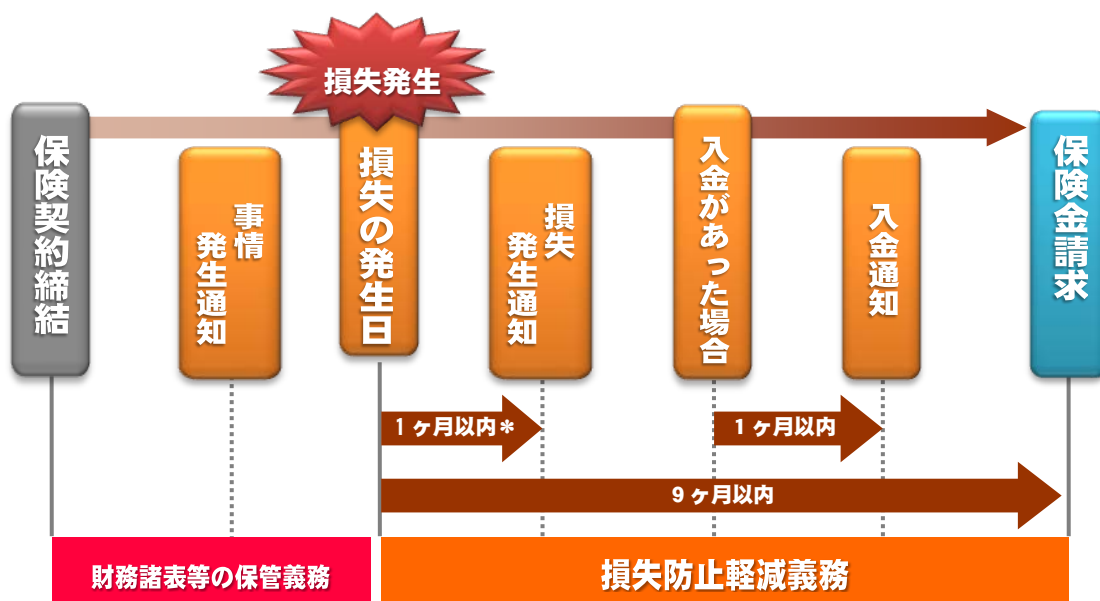 損失発生
保険契約締結
事情
発生通知
損失の発生日
損失
発生通知
入金があった場合
入金通知
保険金請求
1ヶ月以内*
1ヶ月以内
9ヶ月以内
財務諸表等の保管義務
損失防止軽減義務